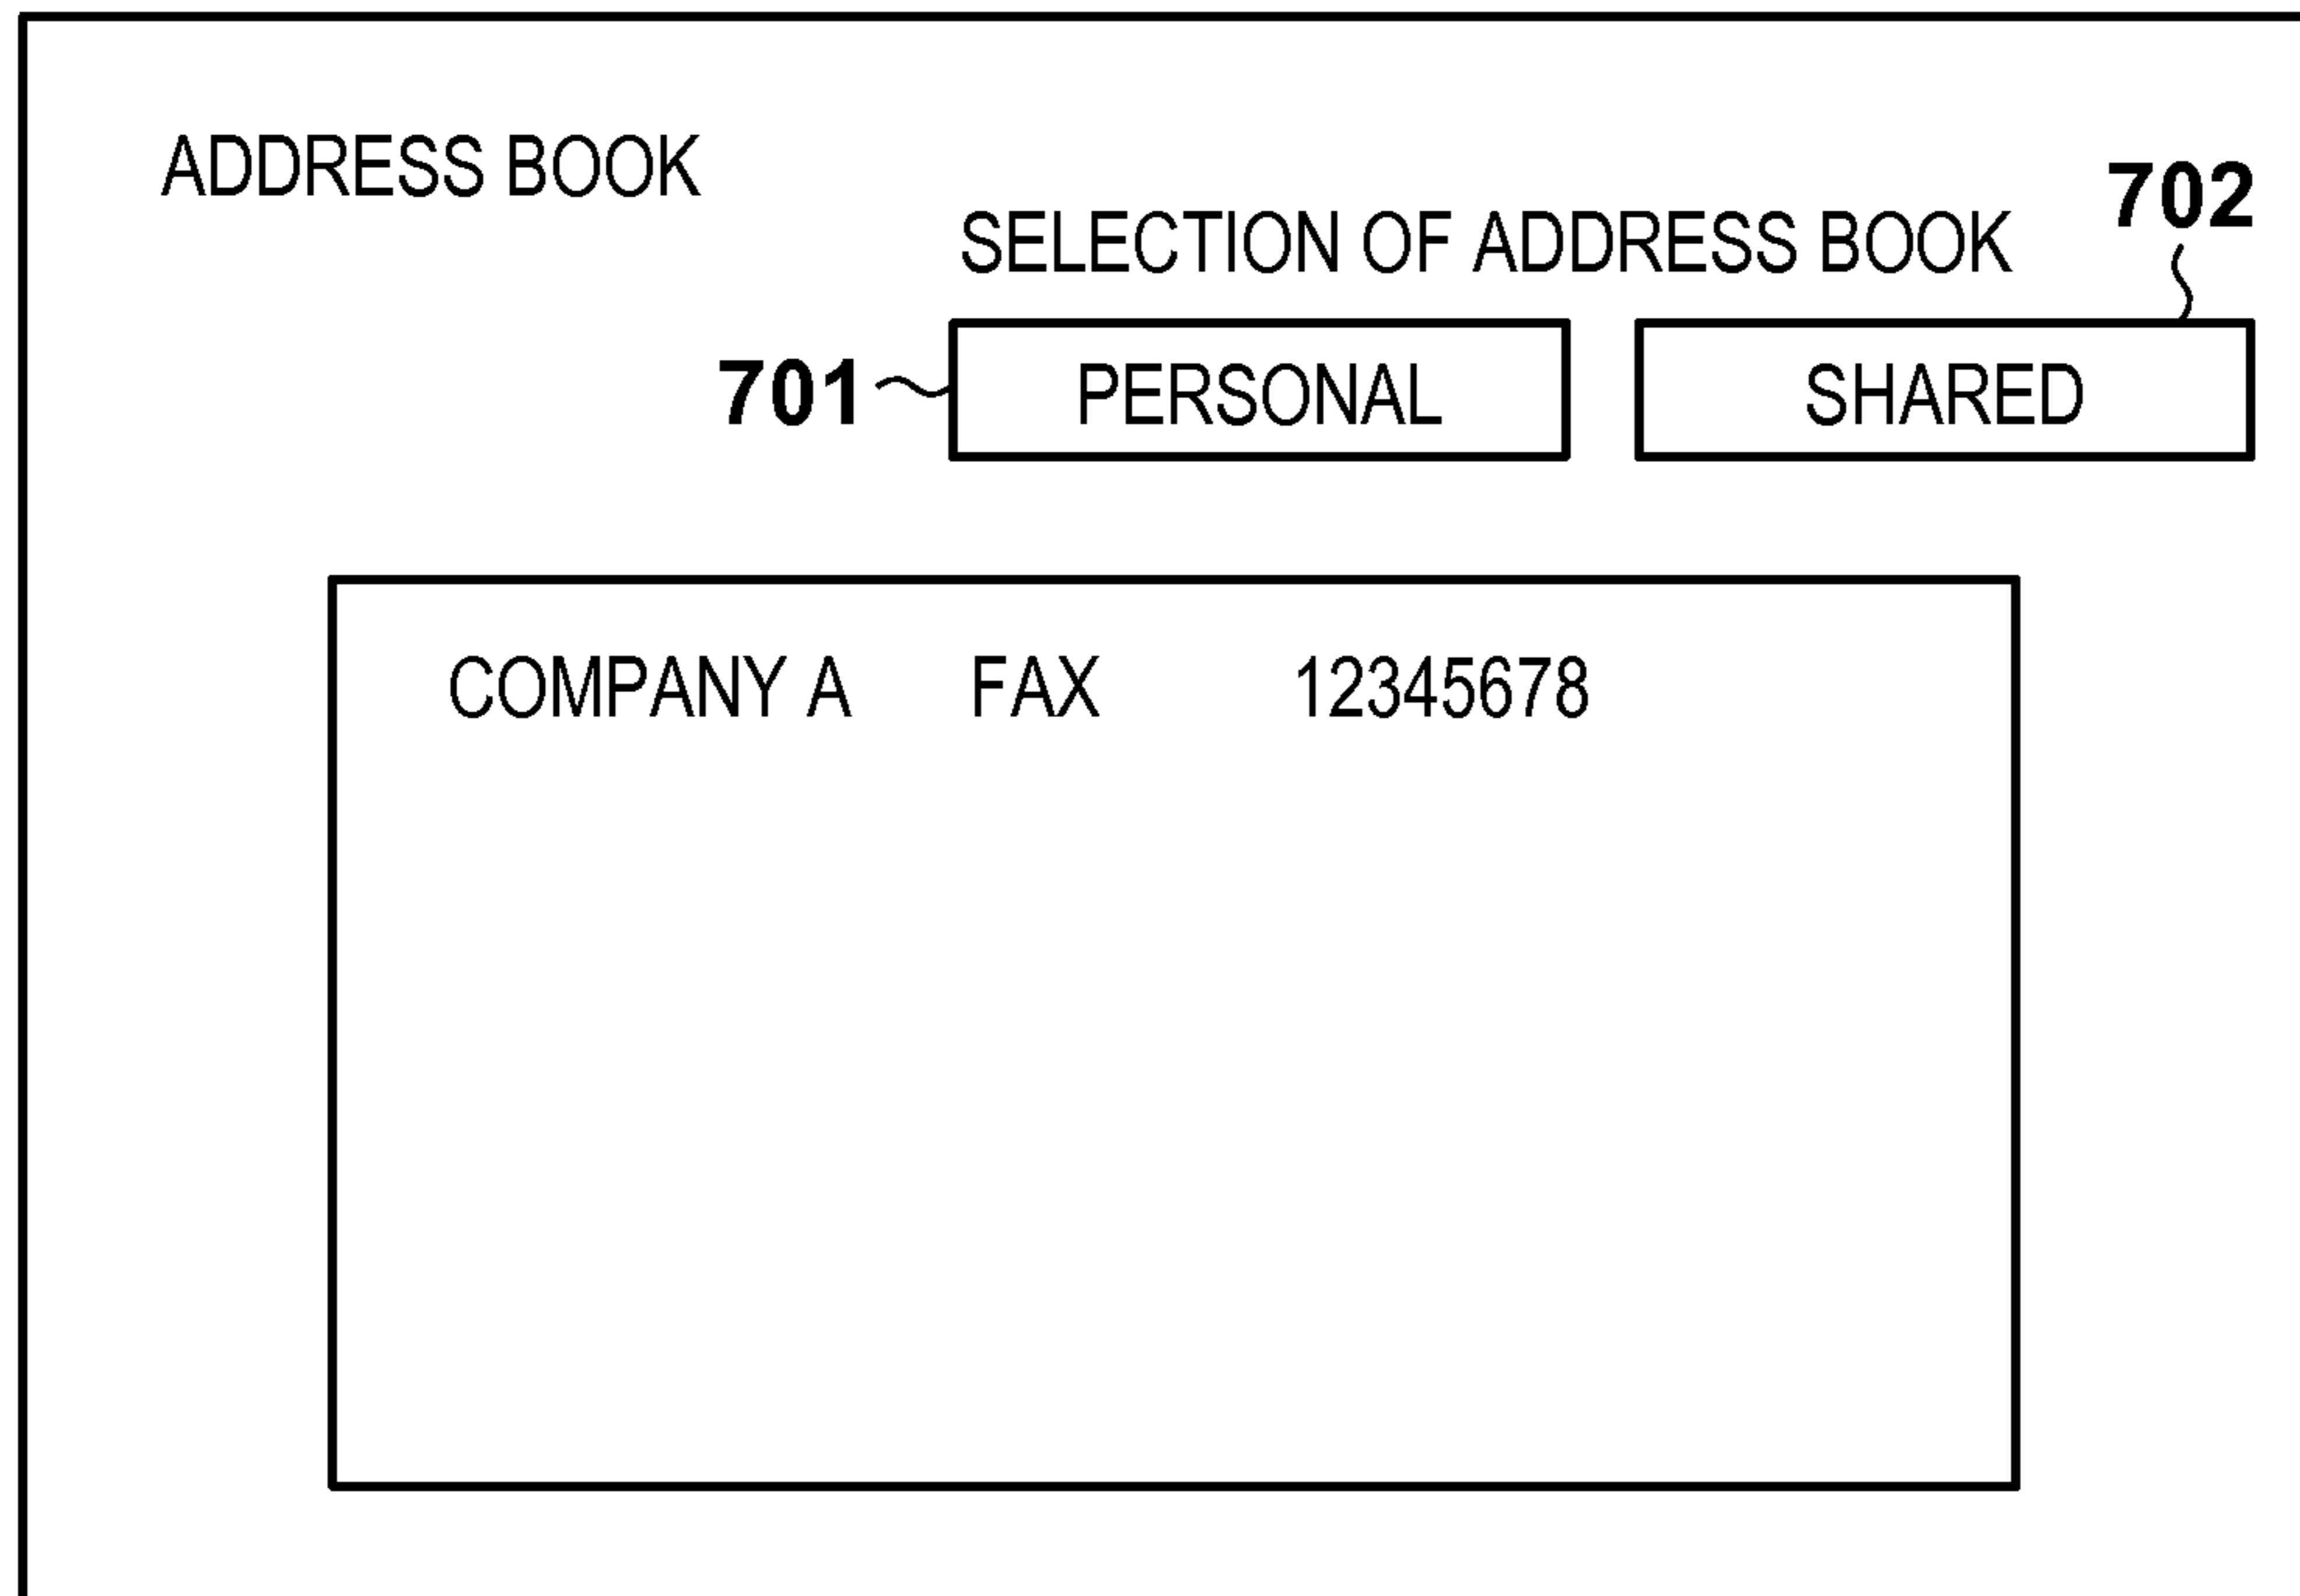 ADDRESS BOOK
702
SELECTION OF ADDRESS BOOK
701 PERSONAL SHARED
COMPANY A FAX 12345678